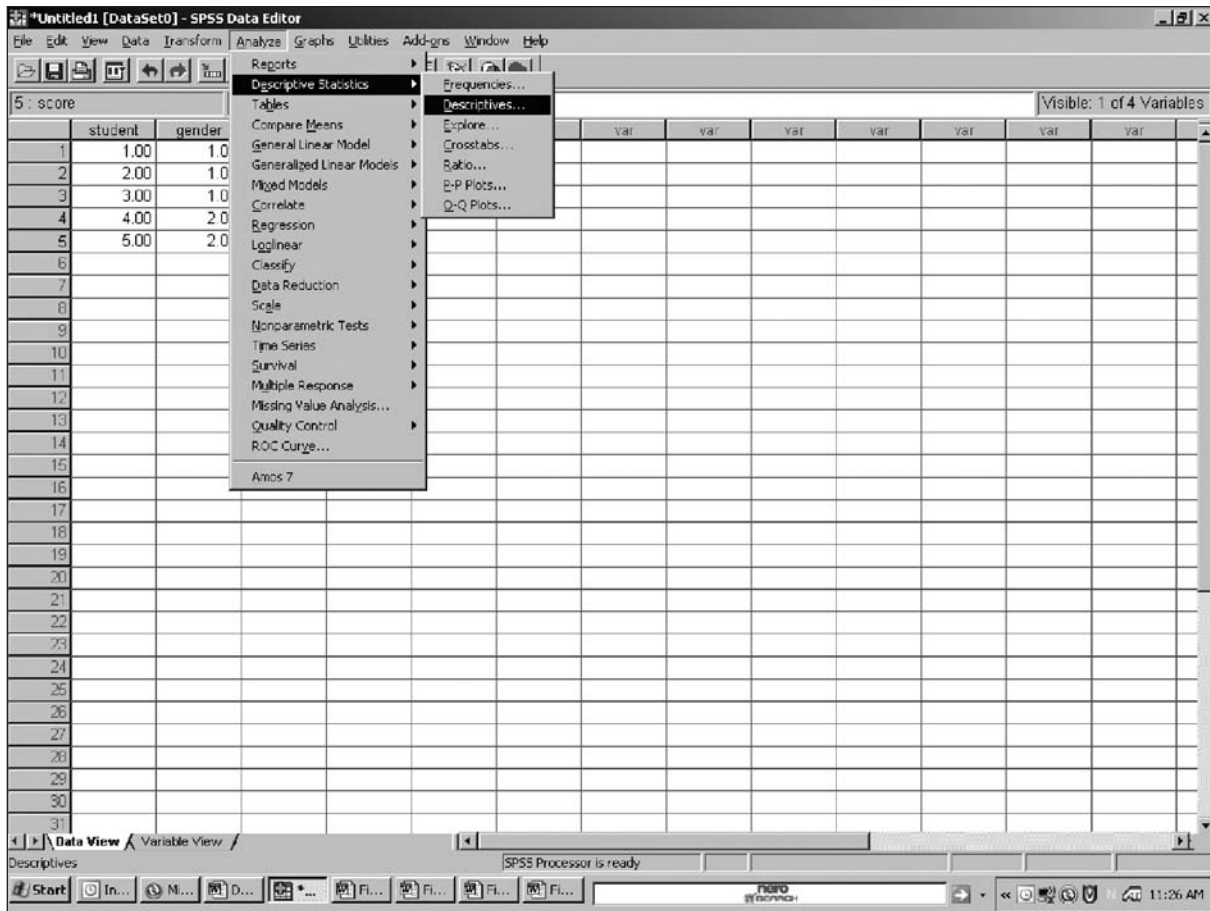 *Untitled1 [DataSet0] - SPSS Data Editor
File Edit View Data Transform Analyze Graphs Utilities Add-ons Window Help
5 : score
Visible: 1 of 4 Variables
student gender var var var var var var var
1 1.00 1.0
2 2.00 1.0
3 3.00 1.0
4 4.00 2.0
5 5.00 2.0
6
7
8
9
10
11
12
13
14
15
16
17
18
19
20
21
22
23
24
25
26
27
28
29
30
31
Reports
Descriptive Statistics
Tables
Compare Means
General Linear Model
Generalized Linear Models
Mixed Models
Correlate
Regression
Loglinear
Classify
Data Reduction
Scale
Nonparametric Tests
Time Series
Survival
Multiple Response
Missing Value Analysis...
Quality Control
ROC Curve...
Amos 7
Frequencies...
Descriptives...
Explore...
Crosstabs...
Ratio...
P-P Plots...
Q-Q Plots...
Data View Variable View
Descriptives
SPSS Processor is ready
Start In... M... D... *... Fi... Fi... Fi... Fi... nero SEARCH « N 11:26 AM